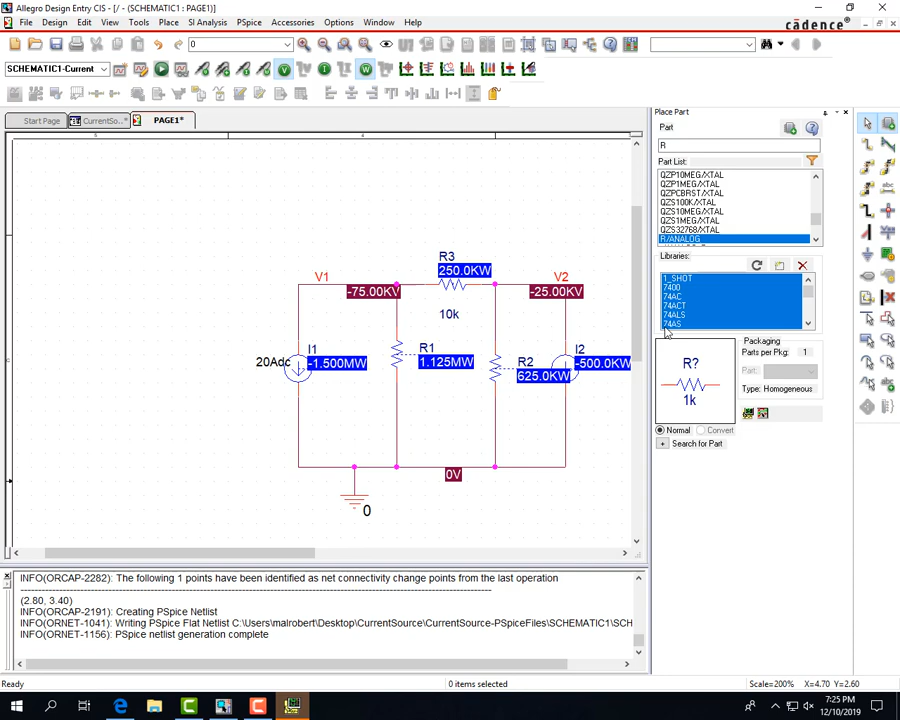 Allegro Design Entry CIS - [/ - (SCHEMATIC1 : PAGE1)]
File Design Edit View Tools Place SI Analysis PSpice Accessories Options Window Help
cādence
0
SCHEMATIC1-Current
Start Page
CurrentSo...*
PAGE1*
5
4
3
Place Part
Part
R
Part List:
QZP10MEG/XTAL
QZP1MEG/XTAL
QZPCBRST/XTAL
QZS100K/XTAL
QZS10MEG/XTAL
QZS1MEG/XTAL
QZS32768/XTAL
R/ANALOG
Libraries:
1_SHOT
7400
74AC
74ACT
74ALS
74AS
Packaging
Parts per Pkg: 1
Part:
Type: Homogeneous
R?
1k
Normal
Convert
Search for Part
R3
250.0KW
V1
V2
-75.00KV
-25.00KV
10k
20Adc
I1
-1.500MW
R1
1.125MW
R2
625.0KW
I2
-500.0KW
0V
0
INFO(ORCAP-2282): The following 1 points have been identified as net connectivity change points from the last operation
(2.80, 3.40)
INFO(ORCAP-2191): Creating PSpice Netlist
INFO(ORNET-1041): Writing PSpice Flat Netlist C:\Users\malrobert\Desktop\CurrentSource\CurrentSource-PSpiceFiles\SCHEMATIC1\SCH
INFO(ORNET-1156): PSpice netlist generation complete
Ready
0 items selected
Scale=200%
X=4.70 Y=2.60
7:25 PM
12/10/2019